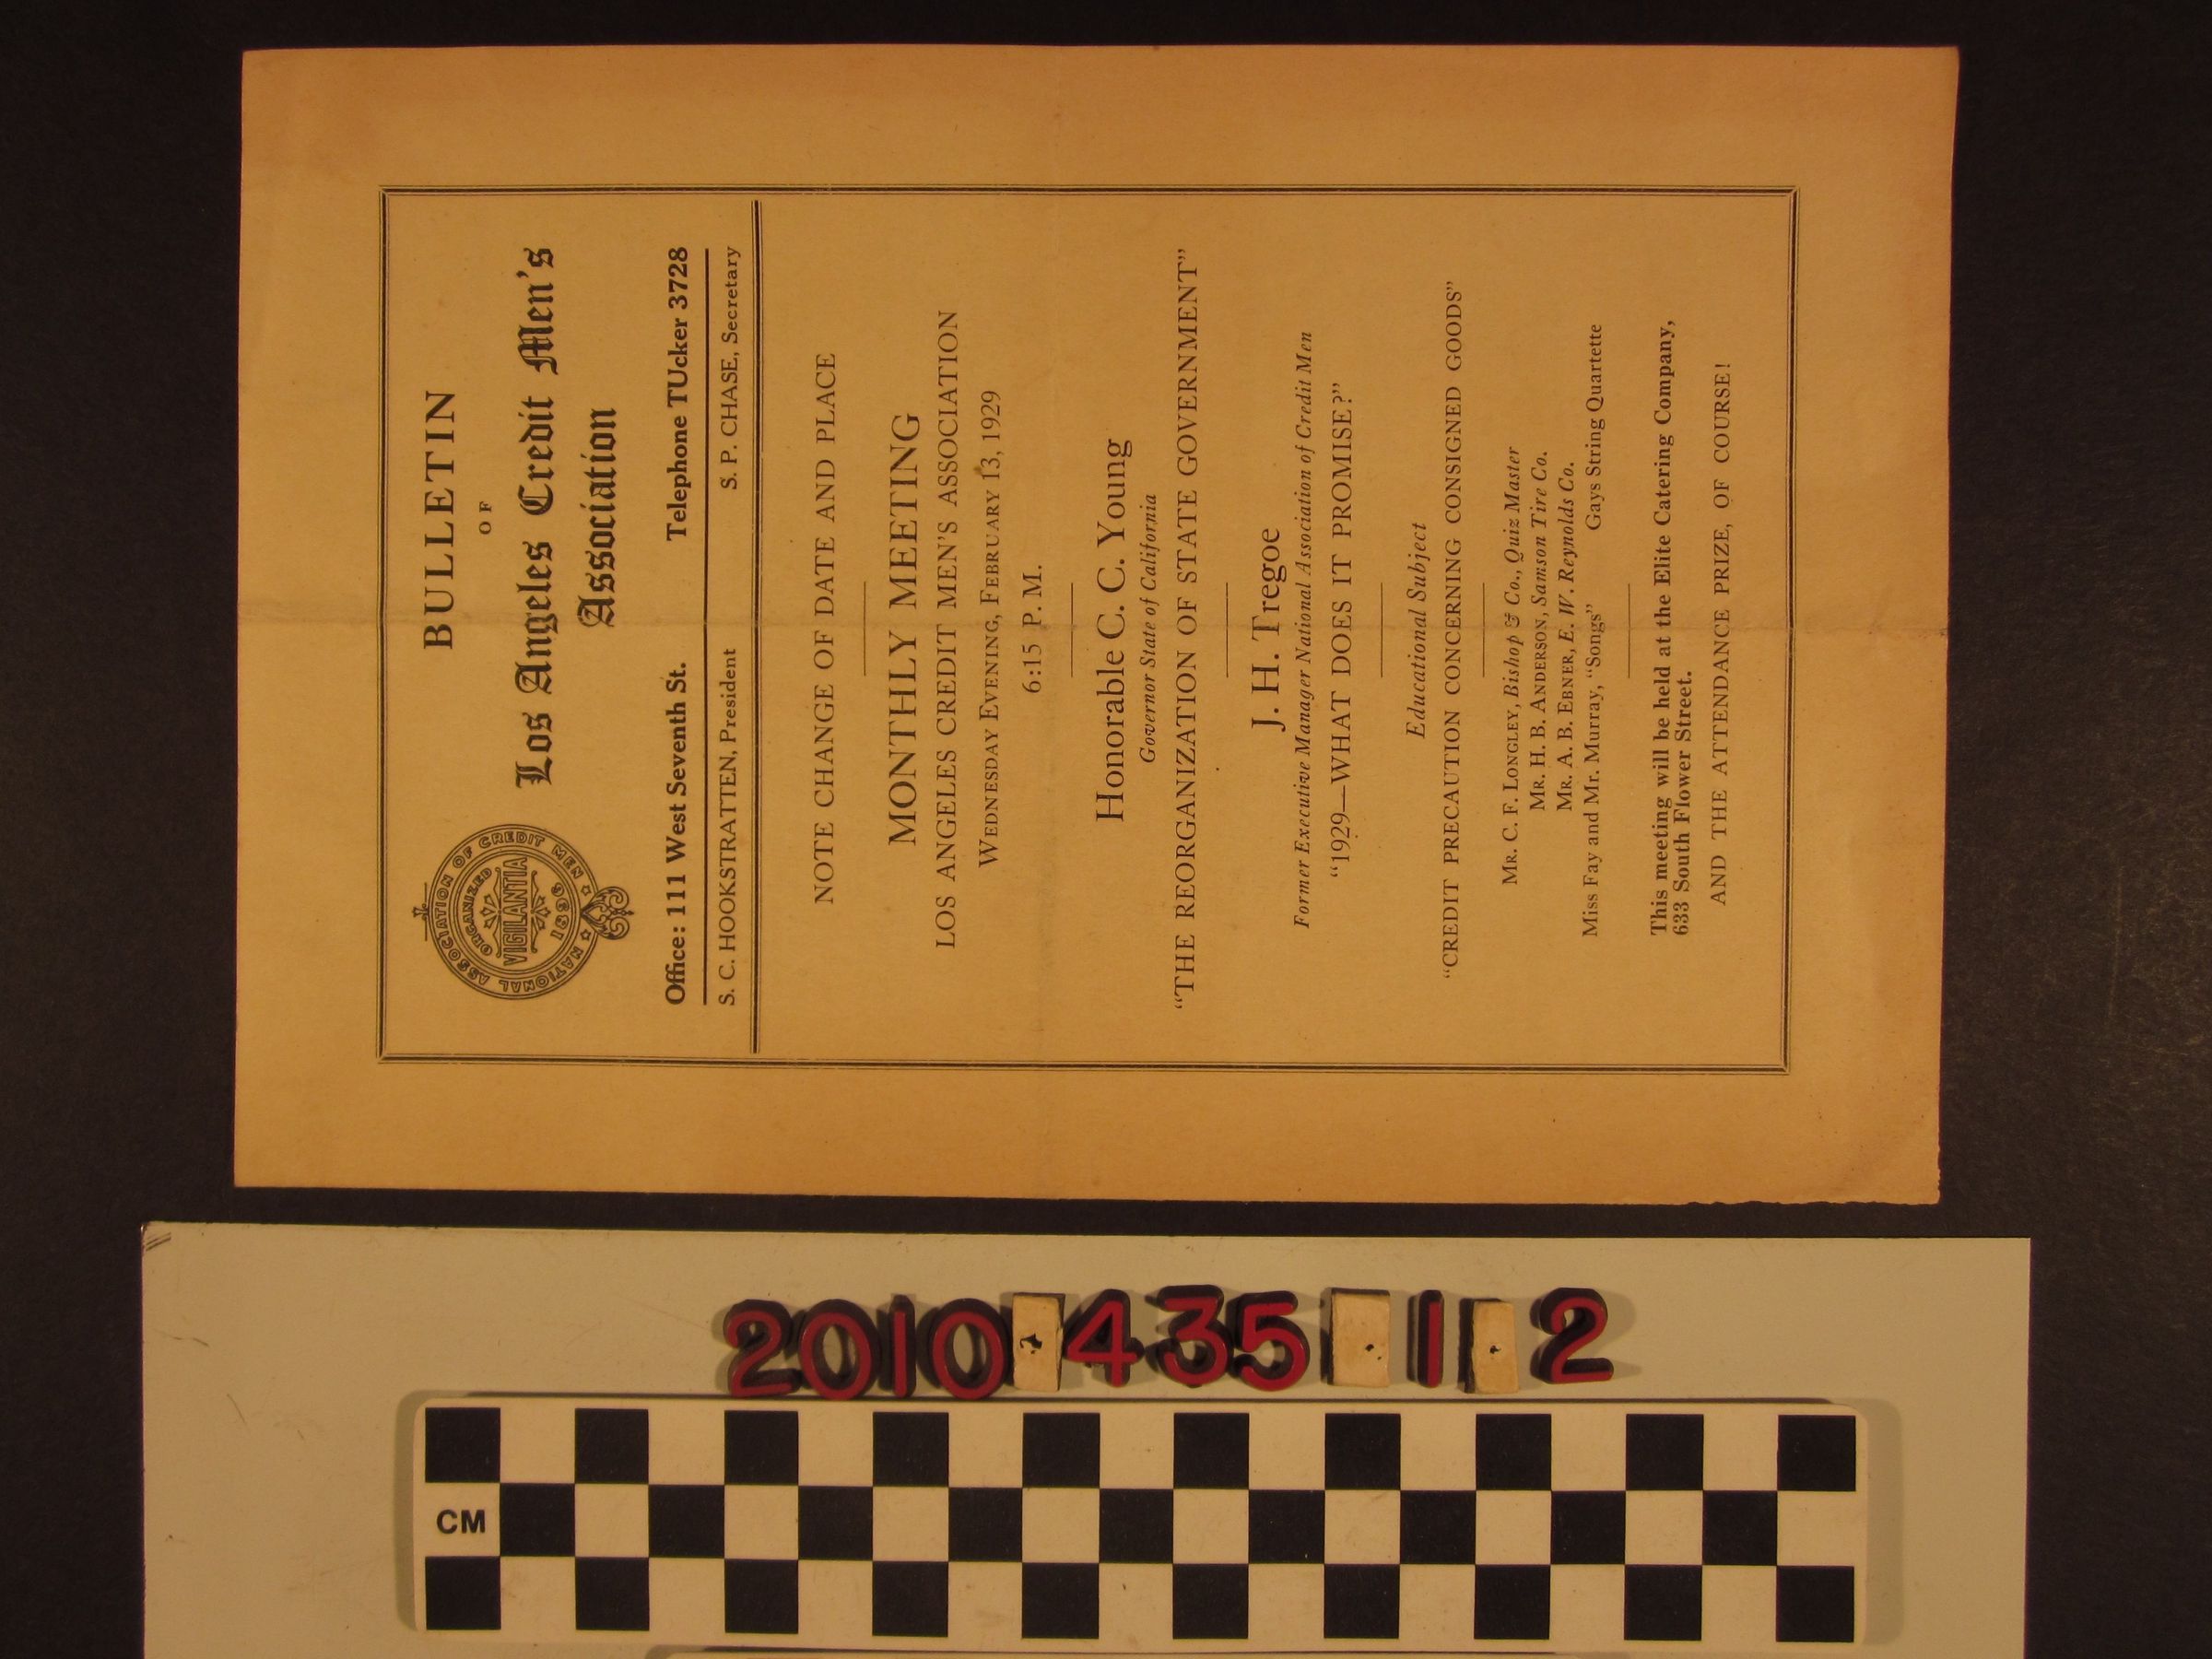 BULLETIN
OF
Los Angeles Credit Men's
Association
NATIONAL ASSOCIATION OF CREDIT MEN
ORGANIZED
VIGILANTIA
1896
Office: 111 West Seventh St. Telephone TUcker 3728
S. C. HOOKSTRATTEN, President S. P. CHASE, Secretary
NOTE CHANGE OF DATE AND PLACE
MONTHLY MEETING
LOS ANGELES CREDIT MEN'S ASSOCIATION
WEDNESDAY EVENING, FEBRUARY 13, 1929
6:15 P. M.
Honorable C. C. Young
Governor State of California
"THE REORGANIZATION OF STATE GOVERNMENT"
J. H. Tregoe
Former Executive Manager National Association of Credit Men
"1929—WHAT DOES IT PROMISE?"
Educational Subject
"CREDIT PRECAUTION CONCERNING CONSIGNED GOODS"
MR. C. F. LONGLEY, Bishop & Co., Quiz Master
MR. H. B. ANDERSON, Samson Tire Co.
MR. A. B. EBNER, E. W. Reynolds Co.
Miss Fay and Mr. Murray, "Songs" Gays String Quartette
This meeting will be held at the Elite Catering Company,
633 South Flower Street.
AND THE ATTENDANCE PRIZE, OF COURSE!
2010.435.1.2
CM